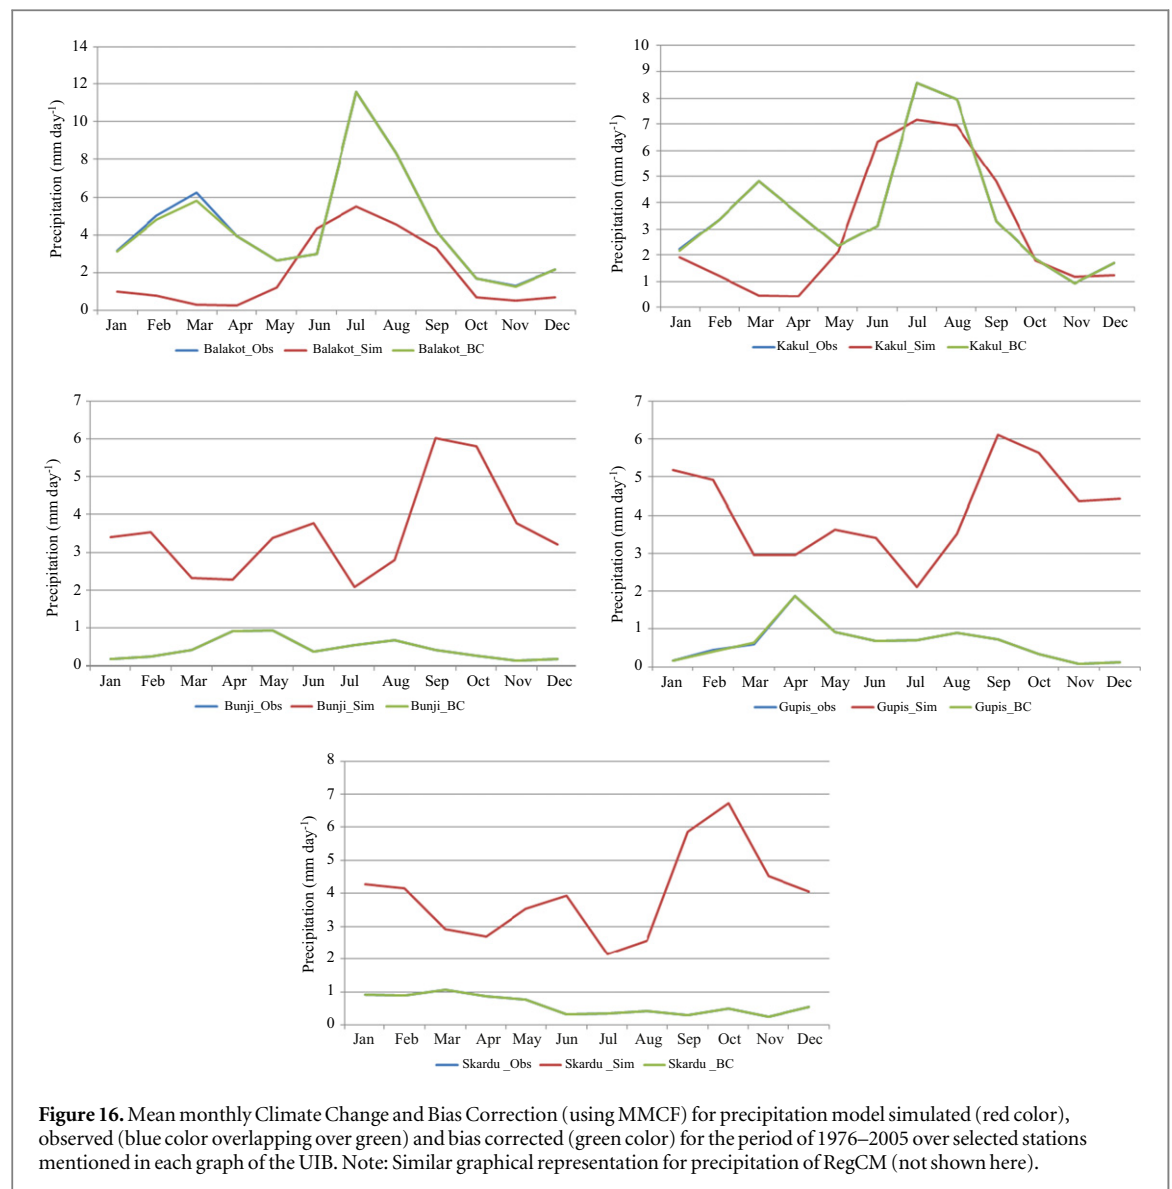 14
12
10
8
6
4
2
0
Precipitation (mm day-1)
Jan Feb Mar Apr May Jun Jul Aug Sep Oct Nov Dec
Balakot_Obs Balakot_Sim Balakot_BC
10
9
8
7
6
5
4
3
2
1
0
Precipitation (mm day-1)
Jan Feb Mar Apr May Jun Jul Aug Sep Oct Nov Dec
Kakul_Obs Kakul_Sim Kakul_BC
7
6
5
4
3
2
1
0
Precipitation (mm day-1)
Jan Feb Mar Apr May Jun Jul Aug Sep Oct Nov Dec
Bunji_Obs Bunji_Sim Bunji_BC
7
6
5
4
3
2
1
0
Precipitation (mm day-1)
Jan Feb Mar Apr May Jun Jul Aug Sep Oct Nov Dec
Gupis_obs Gupis_Sim Gupis_BC
8
7
6
5
4
3
2
1
0
Precipitation (mm day-1)
Jan Feb Mar Apr May Jun Jul Aug Sep Oct Nov Dec
Skardu _Obs Skardu _Sim Skardu _BC
Figure 16. Mean monthly Climate Change and Bias Correction (using MMCF) for precipitation model simulated (red color),
observed (blue color overlapping over green) and bias corrected (green color) for the period of 1976–2005 over selected stations
mentioned in each graph of the UIB. Note: Similar graphical representation for precipitation of RegCM (not shown here).